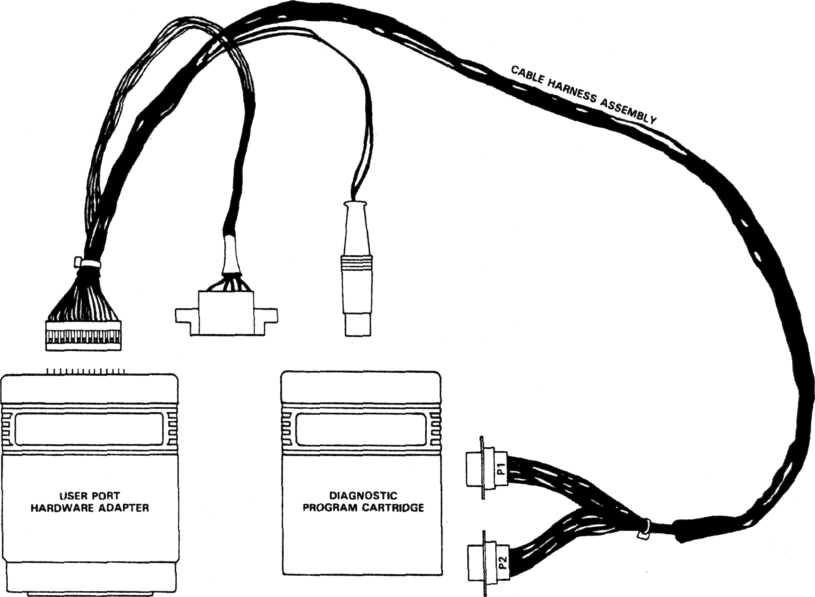 CABLE HARNESS ASSEMBLY
USER PORT
HARDWARE ADAPTER
DIAGNOSTIC
PROGRAM CARTRIDGE
P1
P2